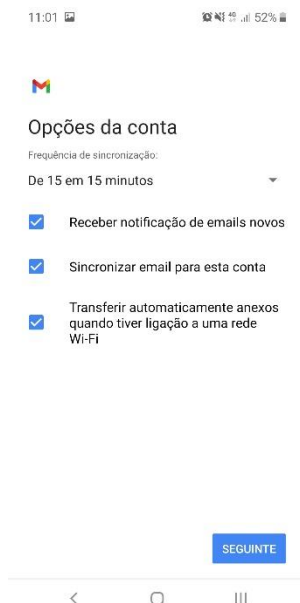 11:01
4G
52%
Opções da conta
Frequência de sincronização:
De 15 em 15 minutos
Receber notificação de emails novos
Sincronizar email para esta conta
Transferir automaticamente anexos
quando tiver ligação a uma rede
Wi-Fi
SEGUINTE